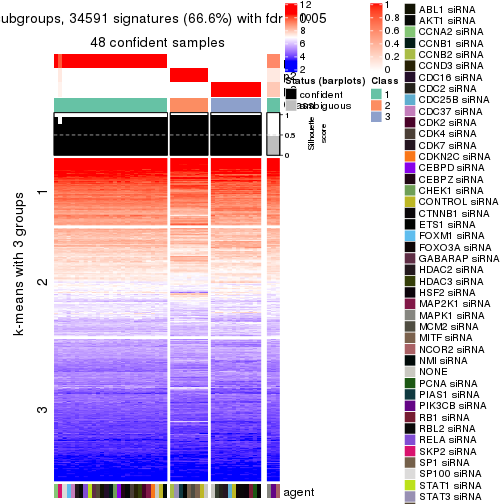 ubgroups, 34591 signatures (66.6%) with fdr < 0.05
48 confident samples
12
10
8
6
4
2
1
0.8
0.6
0.4
0.2
0
Status (barplots)
confident
ambiguous
Class
1
2
3
1
0.5
0
Silhouette
score
k-means with 3 groups
1
2
3
agent
ABL1 siRNA
AKT1 siRNA
CCNA2 siRNA
CCNB1 siRNA
CCNB2 siRNA
CCND3 siRNA
CDC16 siRNA
CDC2 siRNA
CDC25B siRNA
CDC37 siRNA
CDK2 siRNA
CDK4 siRNA
CDK7 siRNA
CDKN2C siRNA
CEBPD siRNA
CEBPZ siRNA
CHEK1 siRNA
CONTROL siRNA
CTNNB1 siRNA
ETS1 siRNA
FOXM1 siRNA
FOXO3A siRNA
GABARAP siRNA
HDAC2 siRNA
HDAC3 siRNA
HSF2 siRNA
MAP2K1 siRNA
MAPK1 siRNA
MCM2 siRNA
MITF siRNA
NCOR2 siRNA
NMI siRNA
NONE
PCNA siRNA
PIAS1 siRNA
PIK3CB siRNA
RB1 siRNA
RBL2 siRNA
RELA siRNA
SKP2 siRNA
SP1 siRNA
SP100 siRNA
STAT1 siRNA
STAT3 siRNA